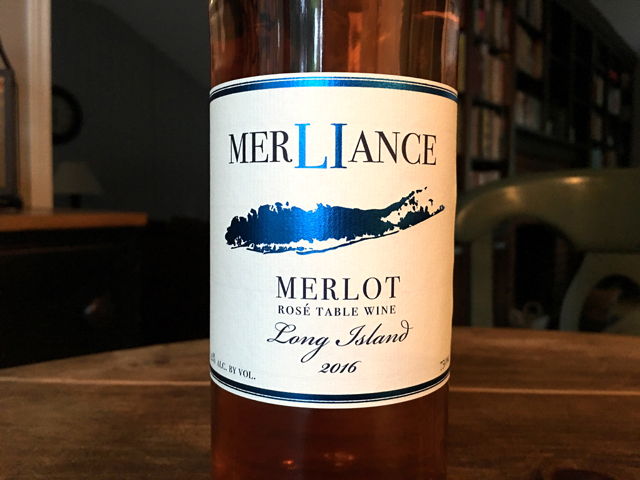 MERLIANCE
MERLOT
ROSÉ TABLE WINE
Long Island
2016
ALC. BY VOL.